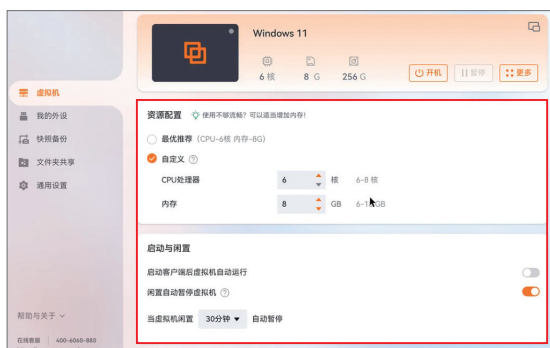 Windows 11
6 核
8 G
256 G
开机
暂停
更多
虚拟机
我的外设
快照备份
文件夹共享
通用设置
帮助与关于
在线客服 400-6060-880
资源配置 使用不够流畅?可以适当增加内存!
最优推荐 (CPU-6核 内存-8G)
自定义
CPU处理器 6 核 6-8 核
内存 8 GB
启动与闲置
启动客户端后虚拟机自动运行
闲置自动暂停虚拟机
当虚拟机闲置 30分钟 自动暂停